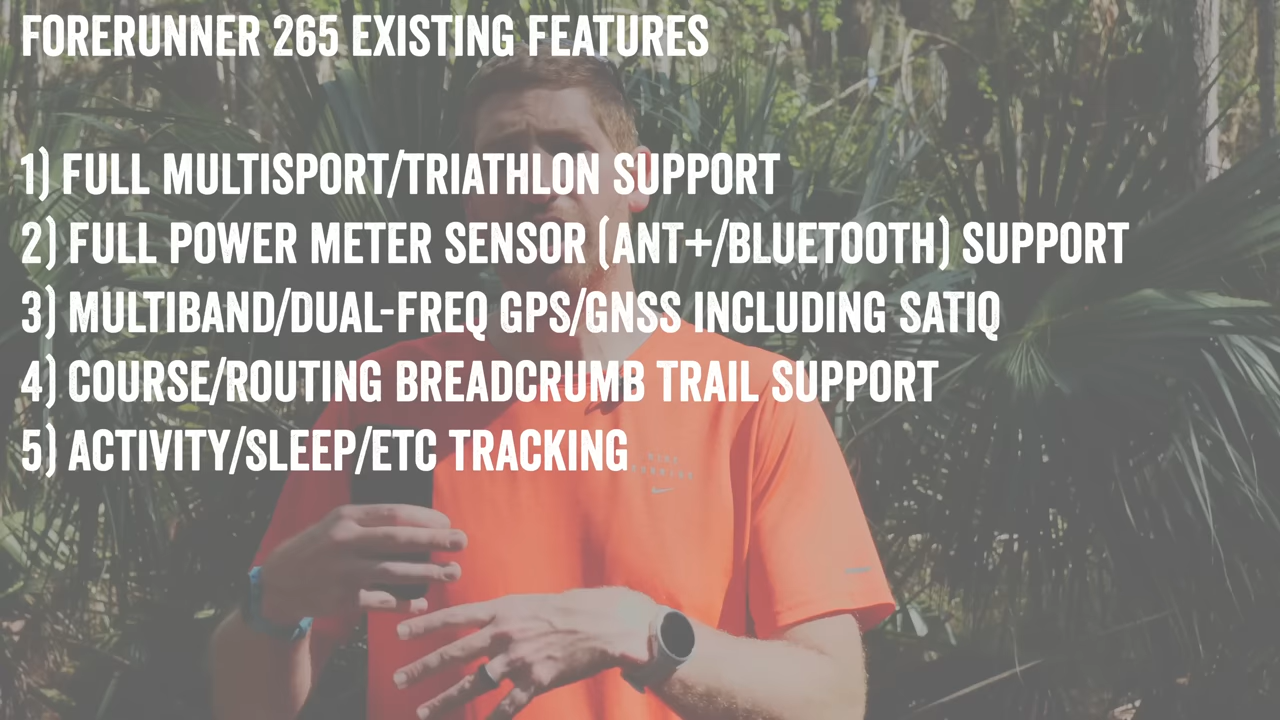 FORERUNNER 265 EXISTING FEATURES
1) FULL MULTISPORT/TRIATHLON SUPPORT
2) FULL POWER METER SENSOR (ANT+/BLUETOOTH) SUPPORT
3) MULTIBAND/DUAL-FREQ GPS/GNSS INCLUDING SATIQ
4) COURSE/ROUTING BREADCRUMB TRAIL SUPPORT
5) ACTIVITY/SLEEP/ETC TRACKING